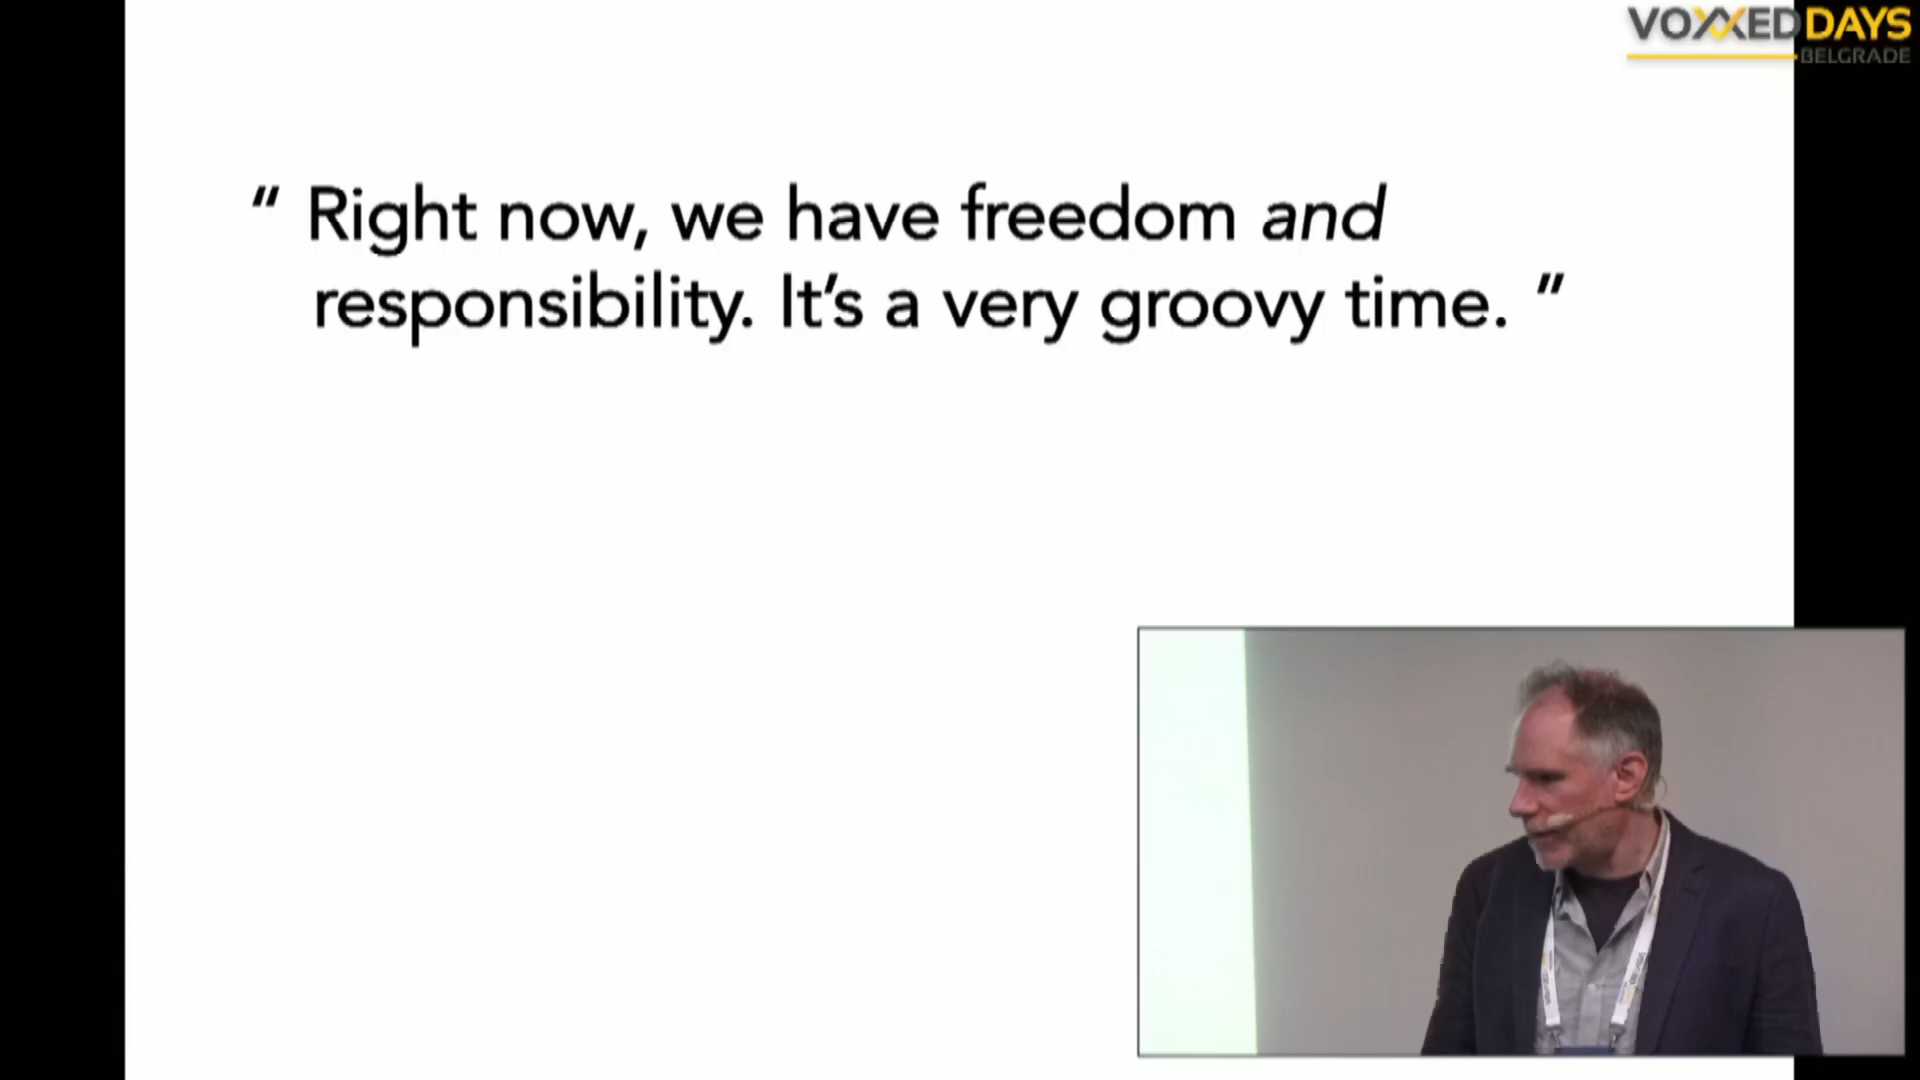 VOXXED DAYS
BELGRADE
“ Right now, we have freedom and
responsibility. It’s a very groovy time. ”